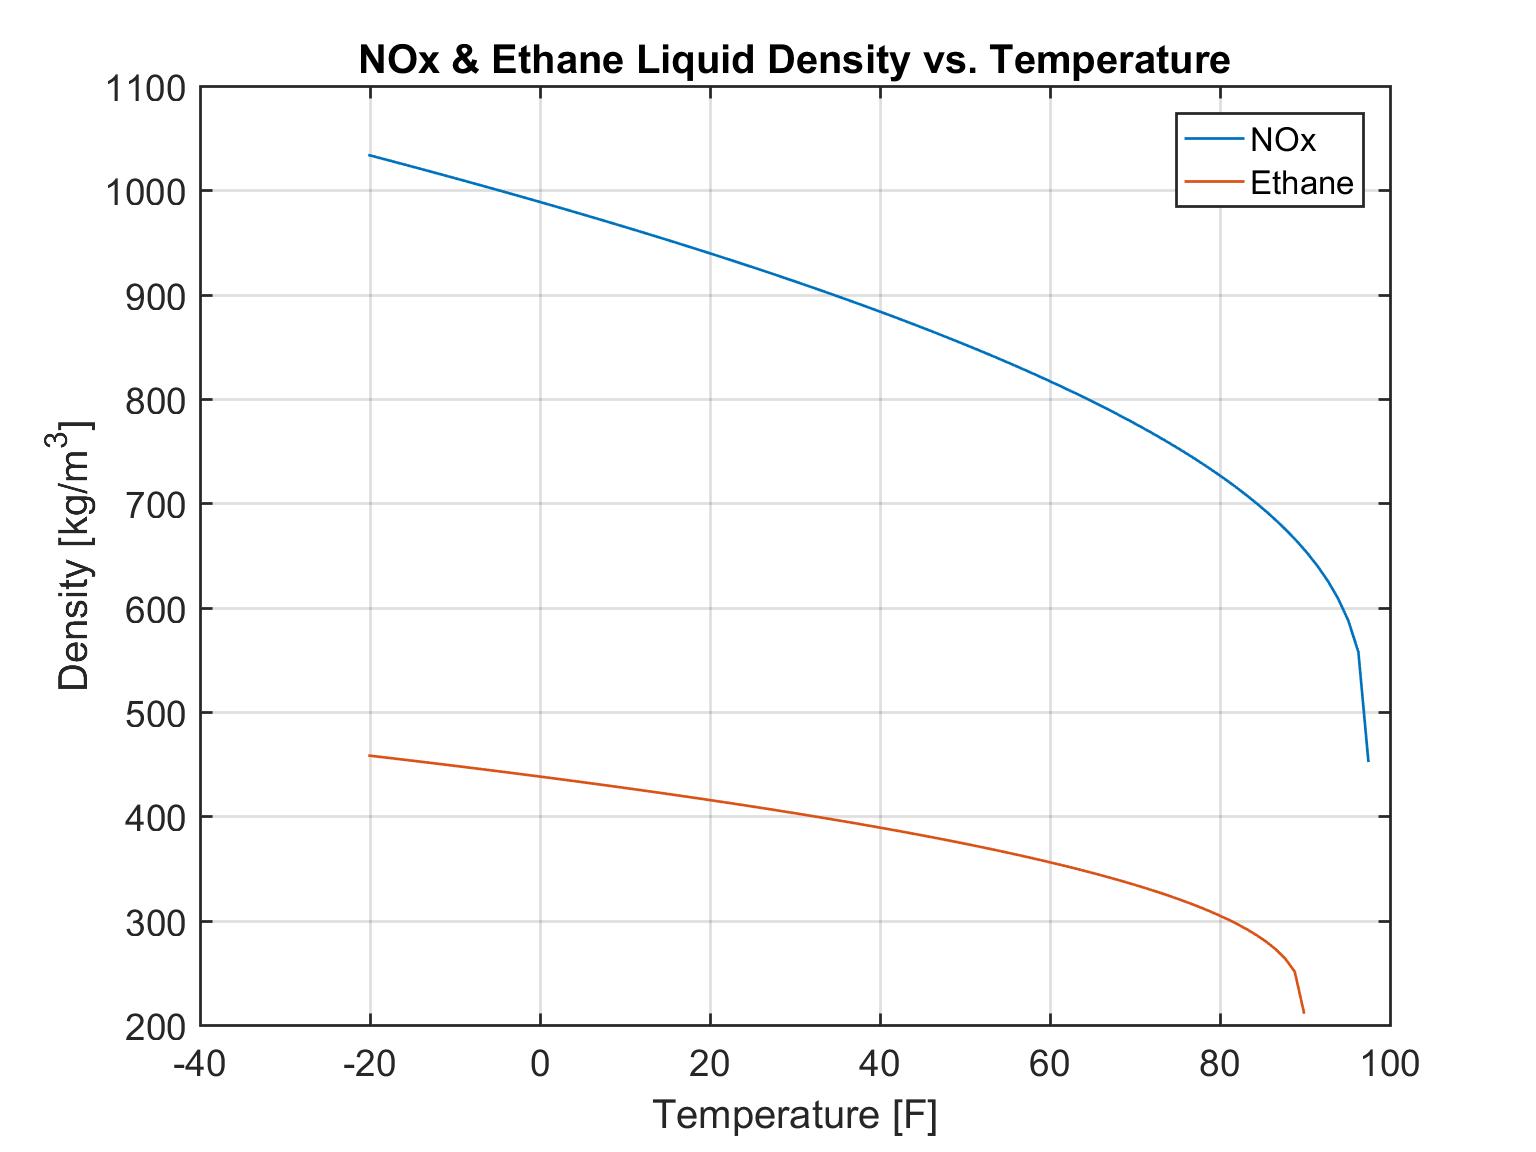 NOx & Ethane Liquid Density vs. Temperature
1100
1000
900
800
700
600
500
400
300
200
Density [kg/m³]
NOx
Ethane
-40 -20 0 20 40 60 80 100
Temperature [F]